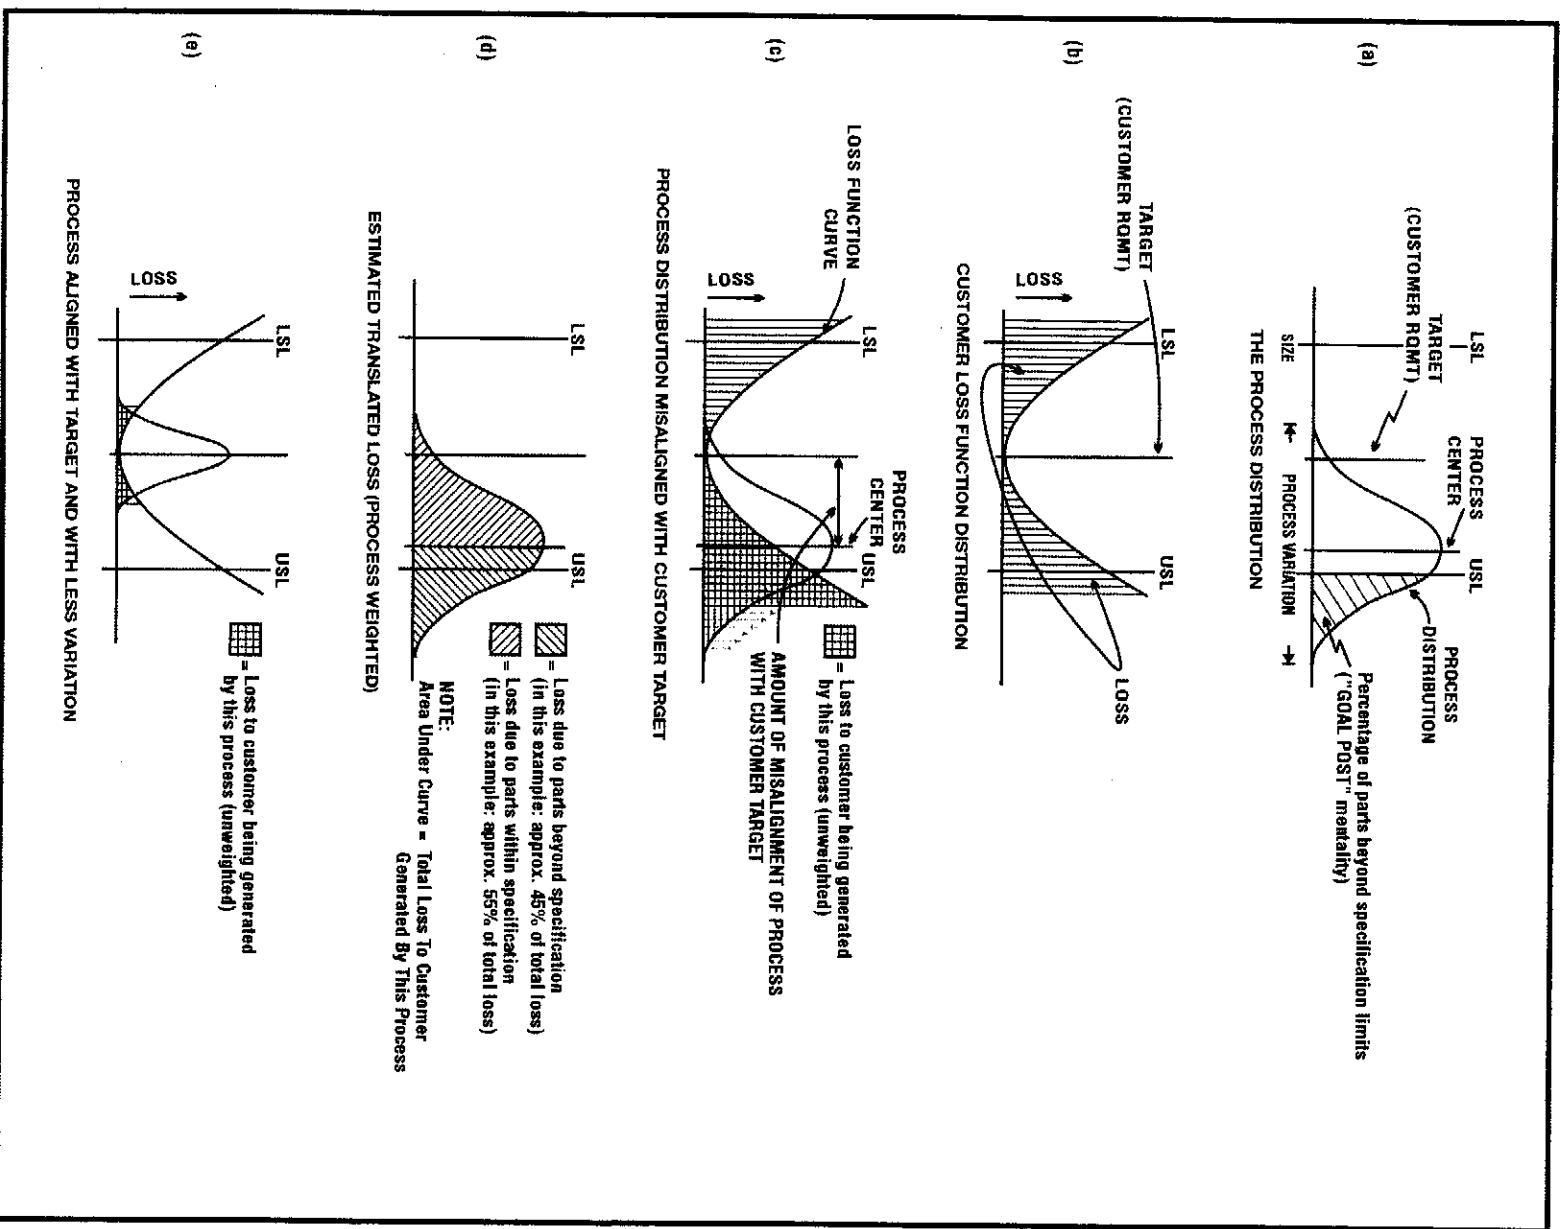 (a)
LSL
TARGET
(CUSTOMER RQMT)
PROCESS
CENTER
USL
PROCESS
DISTRIBUTION
Percentage of parts beyond specification limits
("GOAL POST" mentality)
SIZE
PROCESS VARIATION
THE PROCESS DISTRIBUTION
(b)
TARGET
(CUSTOMER RQMT)
LSL
USL
LOSS
LOSS
CUSTOMER LOSS FUNCTION DISTRIBUTION
(c)
LOSS FUNCTION
CURVE
LOSS
LSL
PROCESS
CENTER
USL
= Loss to customer being generated
by this process (unweighted)
AMOUNT OF MISALIGNMENT OF PROCESS
WITH CUSTOMER TARGET
PROCESS DISTRIBUTION MISALIGNED WITH CUSTOMER TARGET
(d)
LSL
USL
= Loss due to parts beyond specification
(in this example: approx. 45% of total loss)
= Loss due to parts within specification
(in this example: approx. 55% of total loss)
NOTE:
Area Under Curve = Total Loss To Customer
Generated By This Process
ESTIMATED TRANSLATED LOSS (PROCESS WEIGHTED)
(e)
LOSS
LSL
USL
= Loss to customer being generated
by this process (unweighted)
PROCESS ALIGNED WITH TARGET AND WITH LESS VARIATION